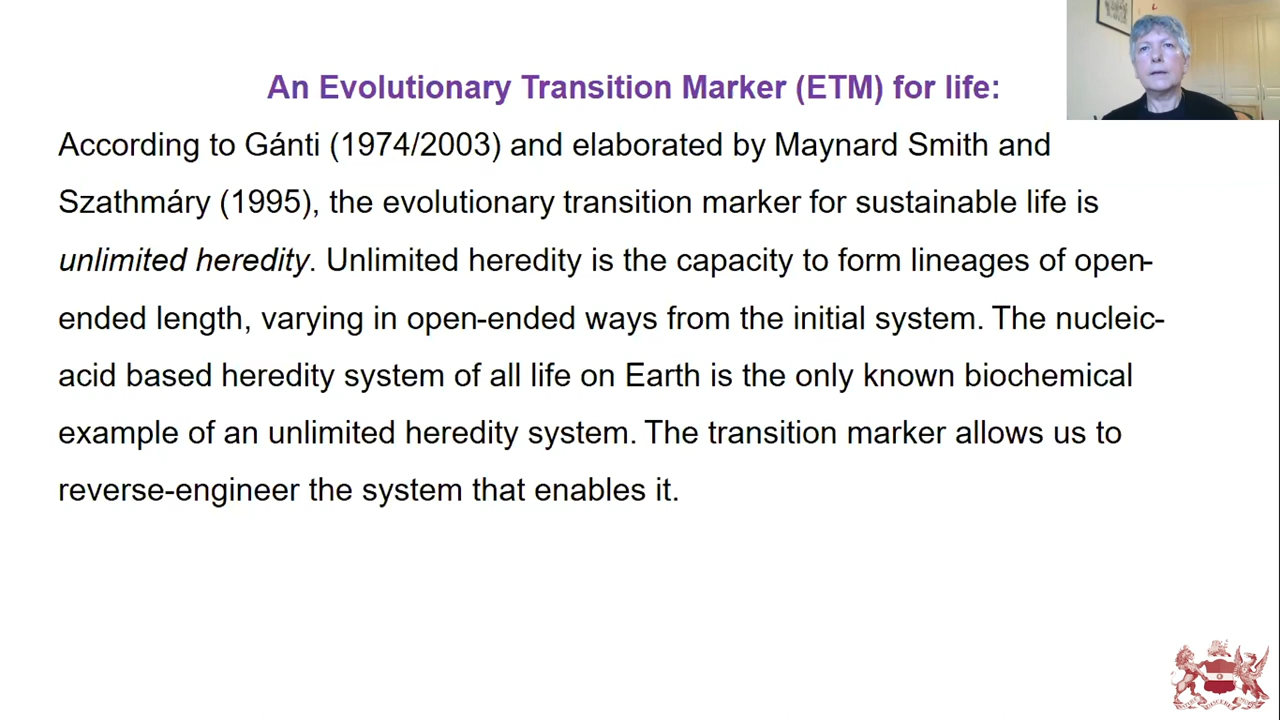 An Evolutionary Transition Marker (ETM) for life:
According to Gánti (1974/2003) and elaborated by Maynard Smith and
Szathmáry (1995), the evolutionary transition marker for sustainable life is
unlimited heredity. Unlimited heredity is the capacity to form lineages of open-
ended length, varying in open-ended ways from the initial system. The nucleic-
acid based heredity system of all life on Earth is the only known biochemical
example of an unlimited heredity system. The transition marker allows us to
reverse-engineer the system that enables it.